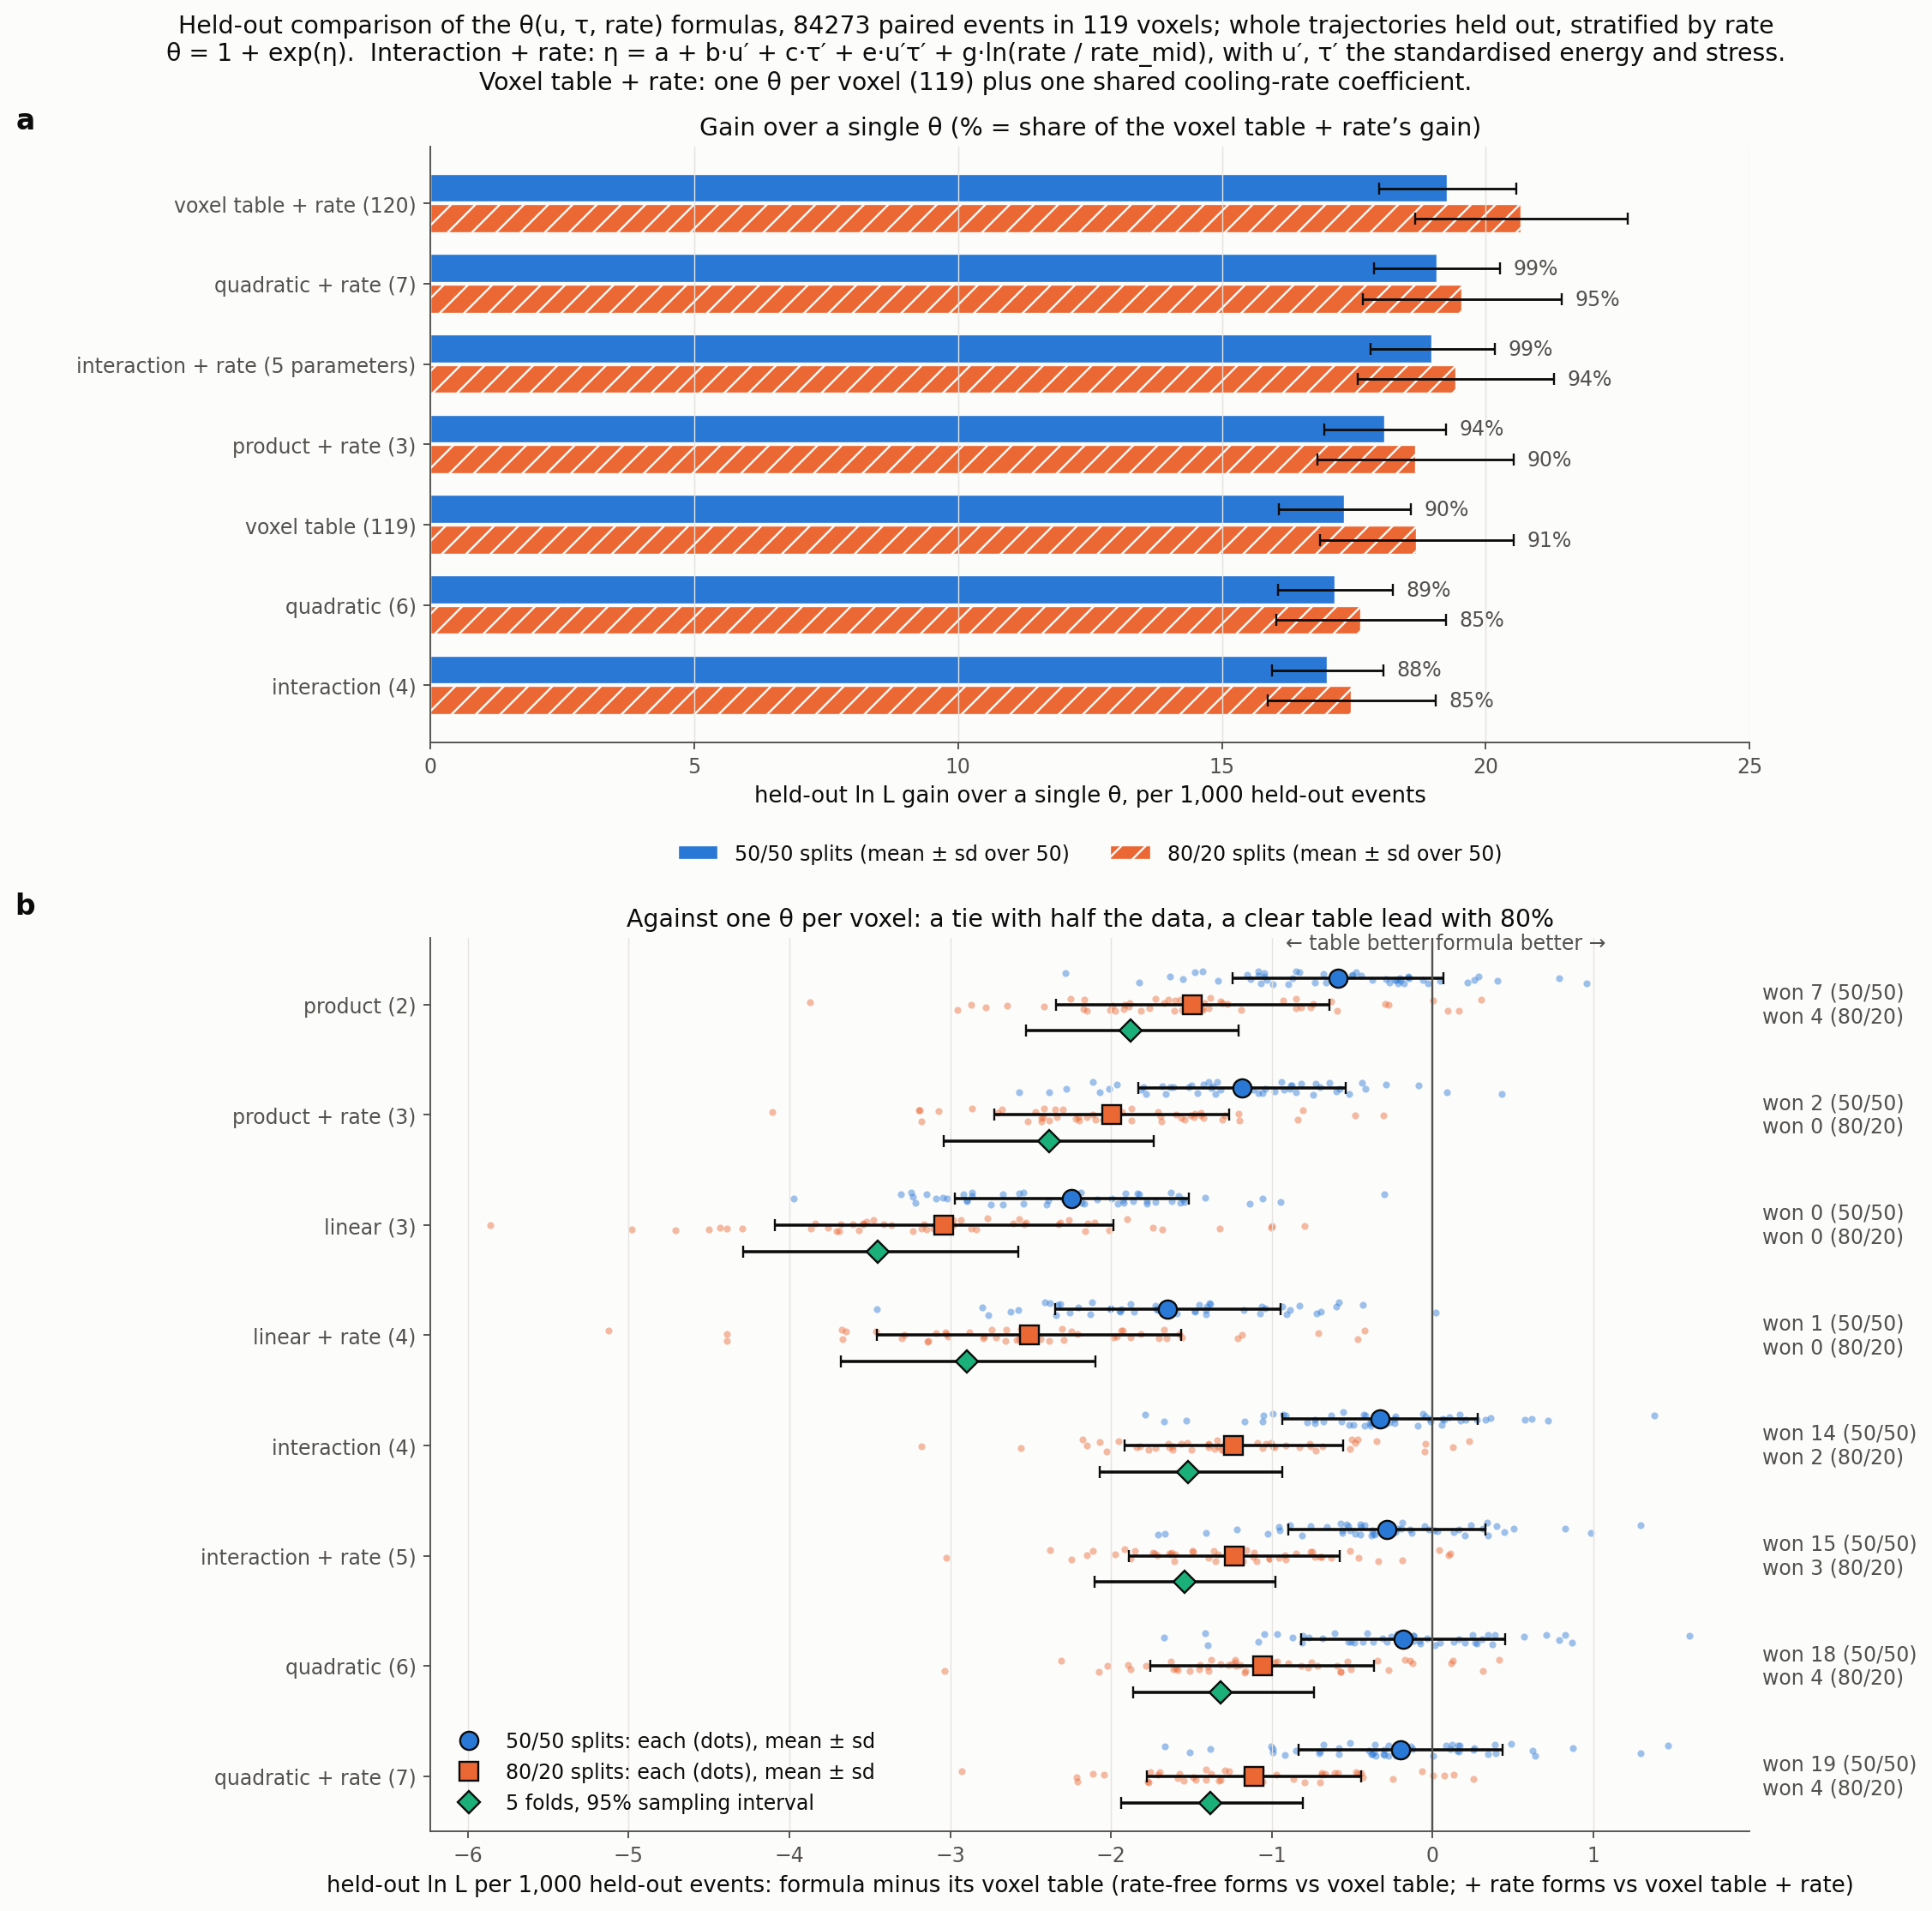 Held-out comparison of the θ(u, τ, rate) formulas, 84273 paired events in 119 voxels; whole trajectories held out, stratified by rate
θ = 1 + exp(η).  Interaction + rate: η = a + b·u′ + c·τ′ + e·u′τ′ + g·ln(rate / rate_mid), with u′, τ′ the standardised energy and stress.
Voxel table + rate: one θ per voxel (119) plus one shared cooling-rate coefficient.
a
Gain over a single θ (% = share of the voxel table + rate’s gain)
voxel table + rate (120)
quadratic + rate (7)
99%
95%
interaction + rate (5 parameters)
99%
94%
product + rate (3)
94%
90%
voxel table (119)
90%
91%
quadratic (6)
89%
85%
interaction (4)
88%
85%
0 5 10 15 20 25
held-out ln L gain over a single θ, per 1,000 held-out events
50/50 splits (mean ± sd over 50) 80/20 splits (mean ± sd over 50)
b
Against one θ per voxel: a tie with half the data, a clear table lead with 80%
← table better formula better →
product (2)
won 7 (50/50)
won 4 (80/20)
product + rate (3)
won 2 (50/50)
won 0 (80/20)
linear (3)
won 0 (50/50)
won 0 (80/20)
linear + rate (4)
won 1 (50/50)
won 0 (80/20)
interaction (4)
won 14 (50/50)
won 2 (80/20)
interaction + rate (5)
won 15 (50/50)
won 3 (80/20)
quadratic (6)
won 18 (50/50)
won 4 (80/20)
quadratic + rate (7)
won 19 (50/50)
won 4 (80/20)
50/50 splits: each (dots), mean ± sd
80/20 splits: each (dots), mean ± sd
5 folds, 95% sampling interval
−6 −5 −4 −3 −2 −1 0 1
held-out ln L per 1,000 held-out events: formula minus its voxel table (rate-free forms vs voxel table; + rate forms vs voxel table + rate)